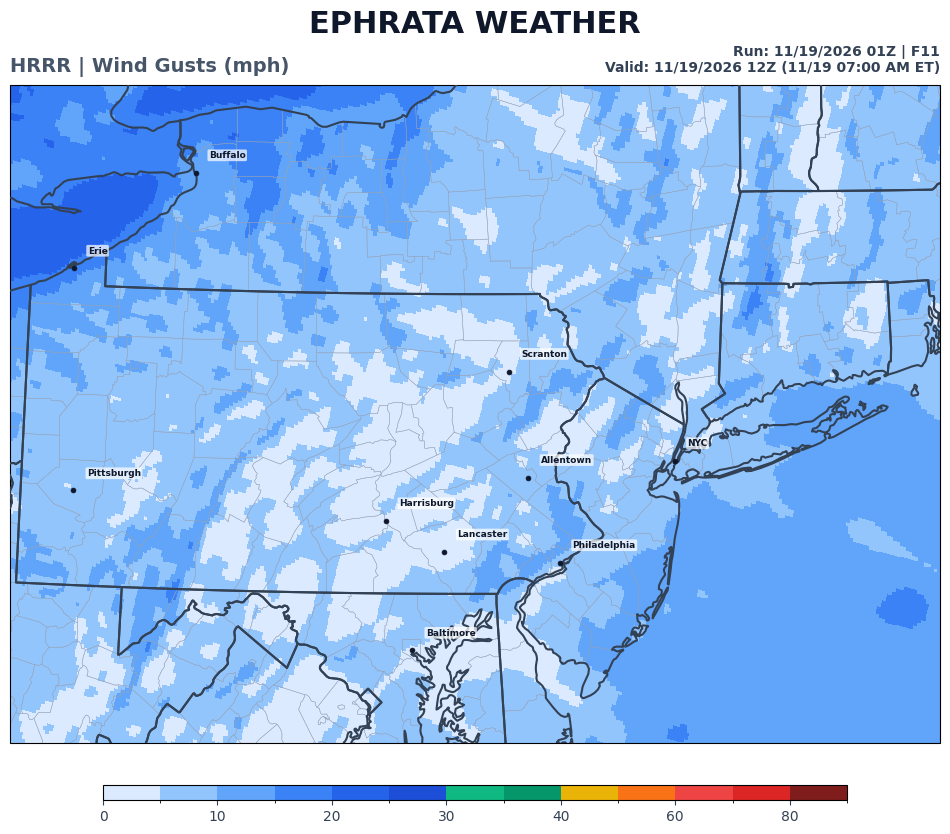 EPHRATA WEATHER
HRRR | Wind Gusts (mph)
Run: 11/19/2026 01Z | F11
Valid: 11/19/2026 12Z (11/19 07:00 AM ET)
Buffalo
Erie
Scranton
NYC
Allentown
Pittsburgh
Harrisburg
Lancaster
Philadelphia
Baltimore
0 10 20 30 40 50 60 70 80